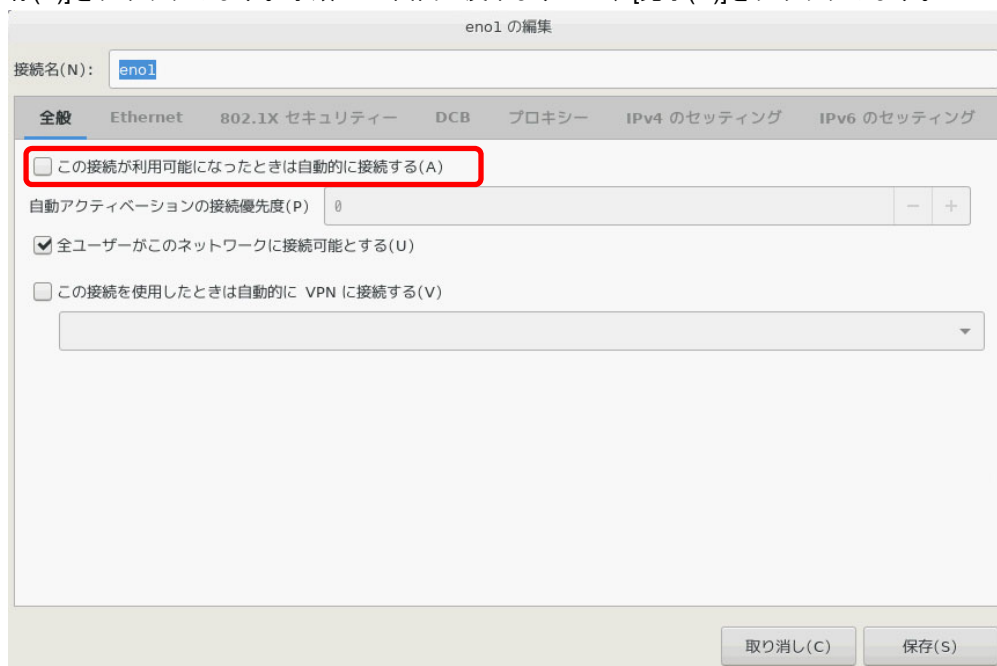 eno1 の編集
接続名(N): eno1
全般 Ethernet 802.1X セキュリティー DCB プロキシー IPv4 のセッティング IPv6 のセッティング
この接続が利用可能になったときは自動的に接続する(A)
自動アクティベーションの接続優先度(P) 0 − +
全ユーザーがこのネットワークに接続可能とする(U)
この接続を使用したときは自動的に VPN に接続する(V)
取り消し(C) 保存(S)